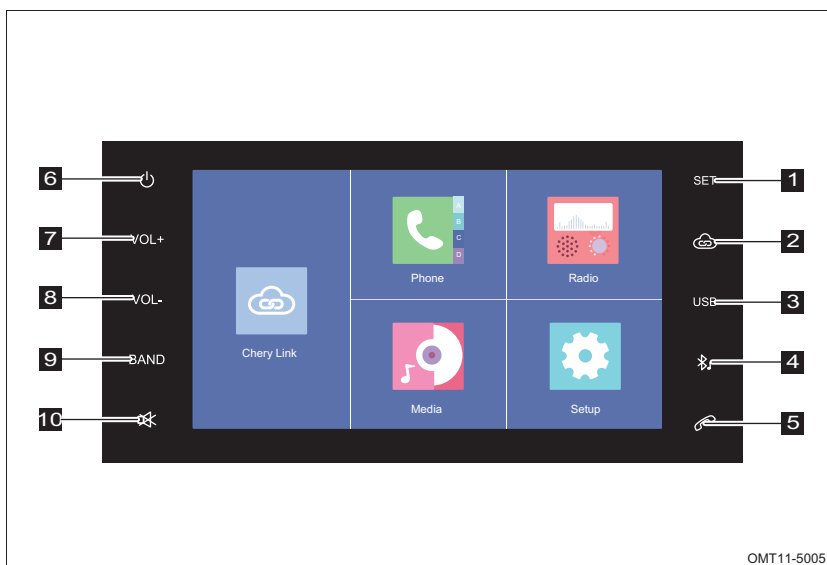 6
SET
1
7
VOL+
2
A
B
C
D
Phone
Radio
8
VOL-
USB
3
Chery Link
9
BAND
4
Media
Setup
10
5
OMT11-5005